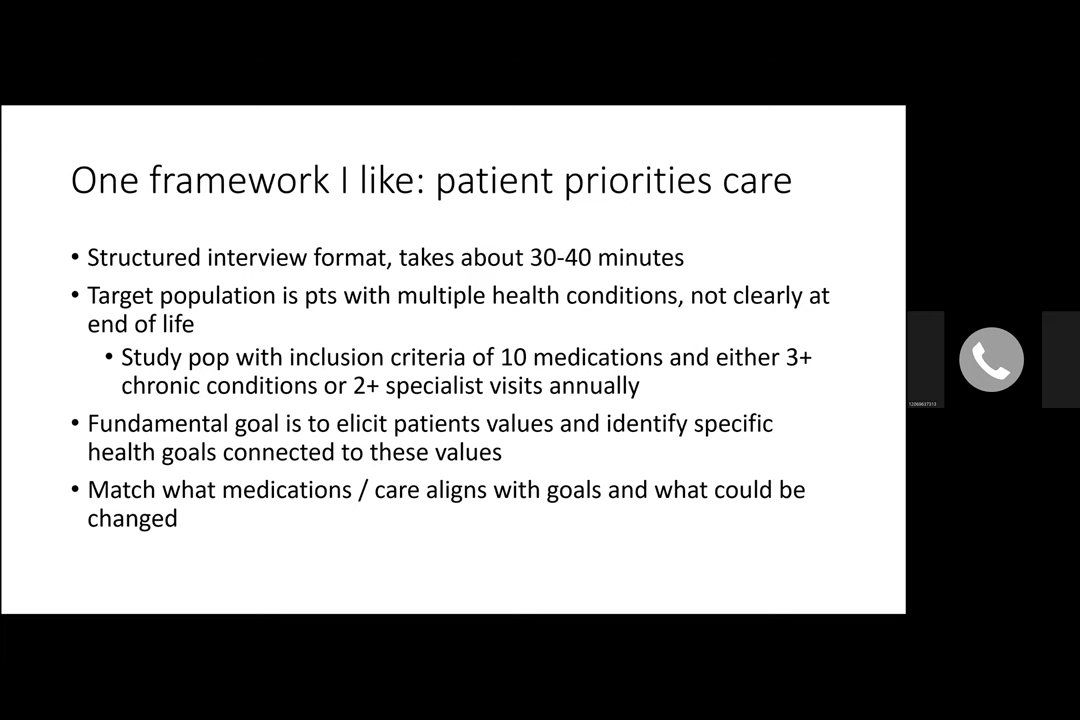 One framework I like: patient priorities care
• Structured interview format, takes about 30-40 minutes
• Target population is pts with multiple health conditions, not clearly at
end of life
• Study pop with inclusion criteria of 10 medications and either 3+
chronic conditions or 2+ specialist visits annually
• Fundamental goal is to elicit patients values and identify specific
health goals connected to these values
• Match what medications / care aligns with goals and what could be
changed